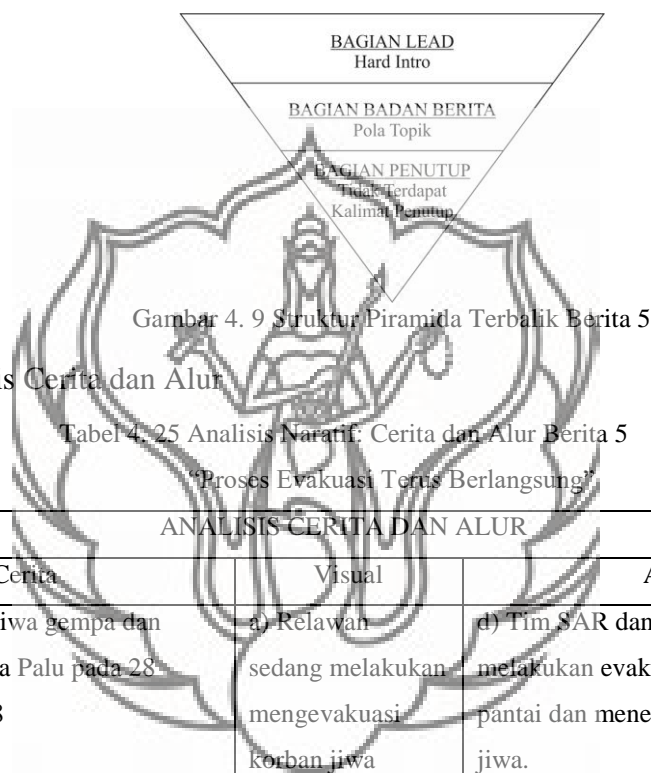 BAGIAN LEAD
Hard Intro
BAGIAN BADAN BERITA
Pola Topik
BAGIAN PENUTUP
Tidak Terdapat
Kalimat Penutup
Gambar 4. 9 Struktur Piramida Terbalik Berita 5
Cerita dan Alur
Tabel 4. 25 Analisis Naratif: Cerita dan Alur Berita 5
“Proses Evakuasi Terus Berlangsung”
ANALISIS CERITA DAN ALUR
Cerita Visual A
iwa gempa dan a) Relawan d) Tim SAR dan
a Palu pada 28 sedang melakukan melakukan evak
8 mengevakuasi pantai dan mene
korban jiwa jiwa.